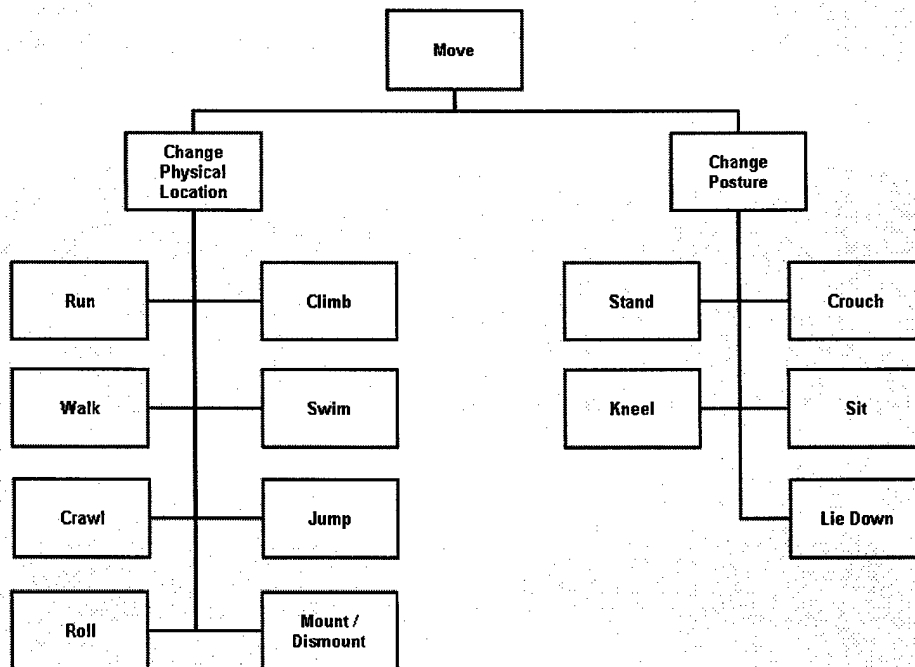 Move
Change
Physical
Location
Change
Posture
Run
Climb
Stand
Crouch
Walk
Swim
Kneel
Sit
Crawl
Jump
Lie Down
Roll
Mount /
Dismount